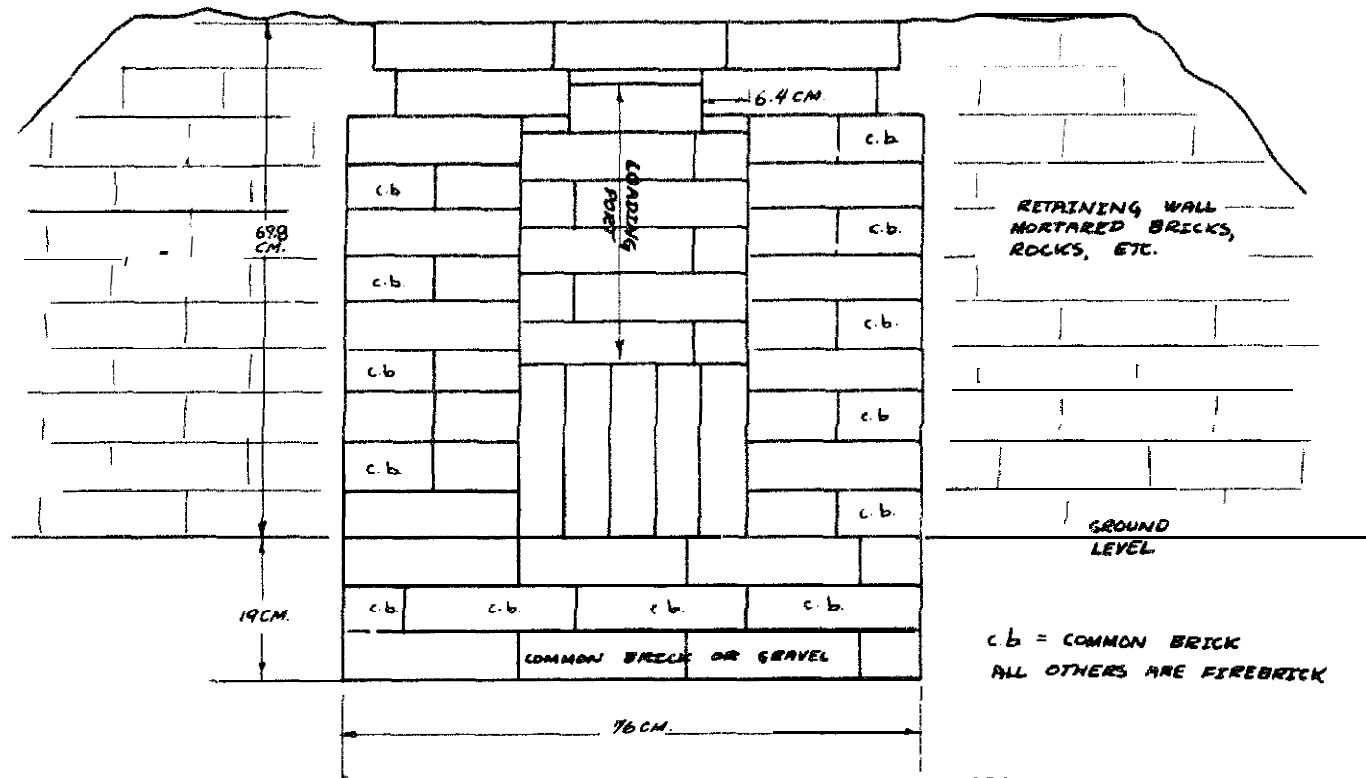 6.4 CM.
c.b
c.b
LOADING
PORT
RETAINING WALL
MORTARED BRICKS,
ROCKS, ETC.
69.8
CM.
c.b.
c.b.
c.b.
c.b.
c.b
c.b
c.b.
GROUND
LEVEL
19 CM.
c.b.
c.b.
c.b.
c.b.
COMMON BRICK OR GRAVEL
c.b = COMMON BRICK
ALL OTHERS ARE FIREBRICK
76 CM.